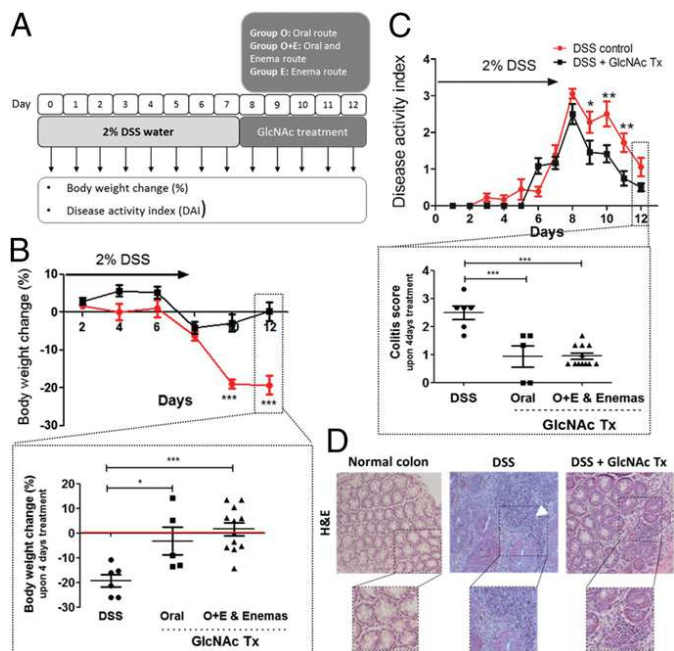 A
Group O: Oral route
Group O+E: Oral and
Enema route
Group E: Enema route
Day 0 1 2 3 4 5 6 7 8 9 10 11 12
2% DSS water GlcNAc treatment
• Body weight change (%)
• Disease activity index (DAI)
B
2% DSS
Body weight change (%)
10
0
-10
-20
-30
2 4 6 10 12
Days
***
***
Body weight change (%)
upon 4 days treatment
20
10
0
-10
-20
-30
***
*
DSS Oral O+E & Enemas
GlcNAc Tx
C
DSS control
DSS + GlcNAc Tx
2% DSS
Disease activity index
4
3
2
1
0
* ** **
0 2 4 6 8 10 12
Days
Colitis score
upon 4days treatment
4
3
2
1
0
***
***
DSS Oral O+E & Enemas
GlcNAc Tx
D
Normal colon DSS DSS + GlcNAc Tx
H&E